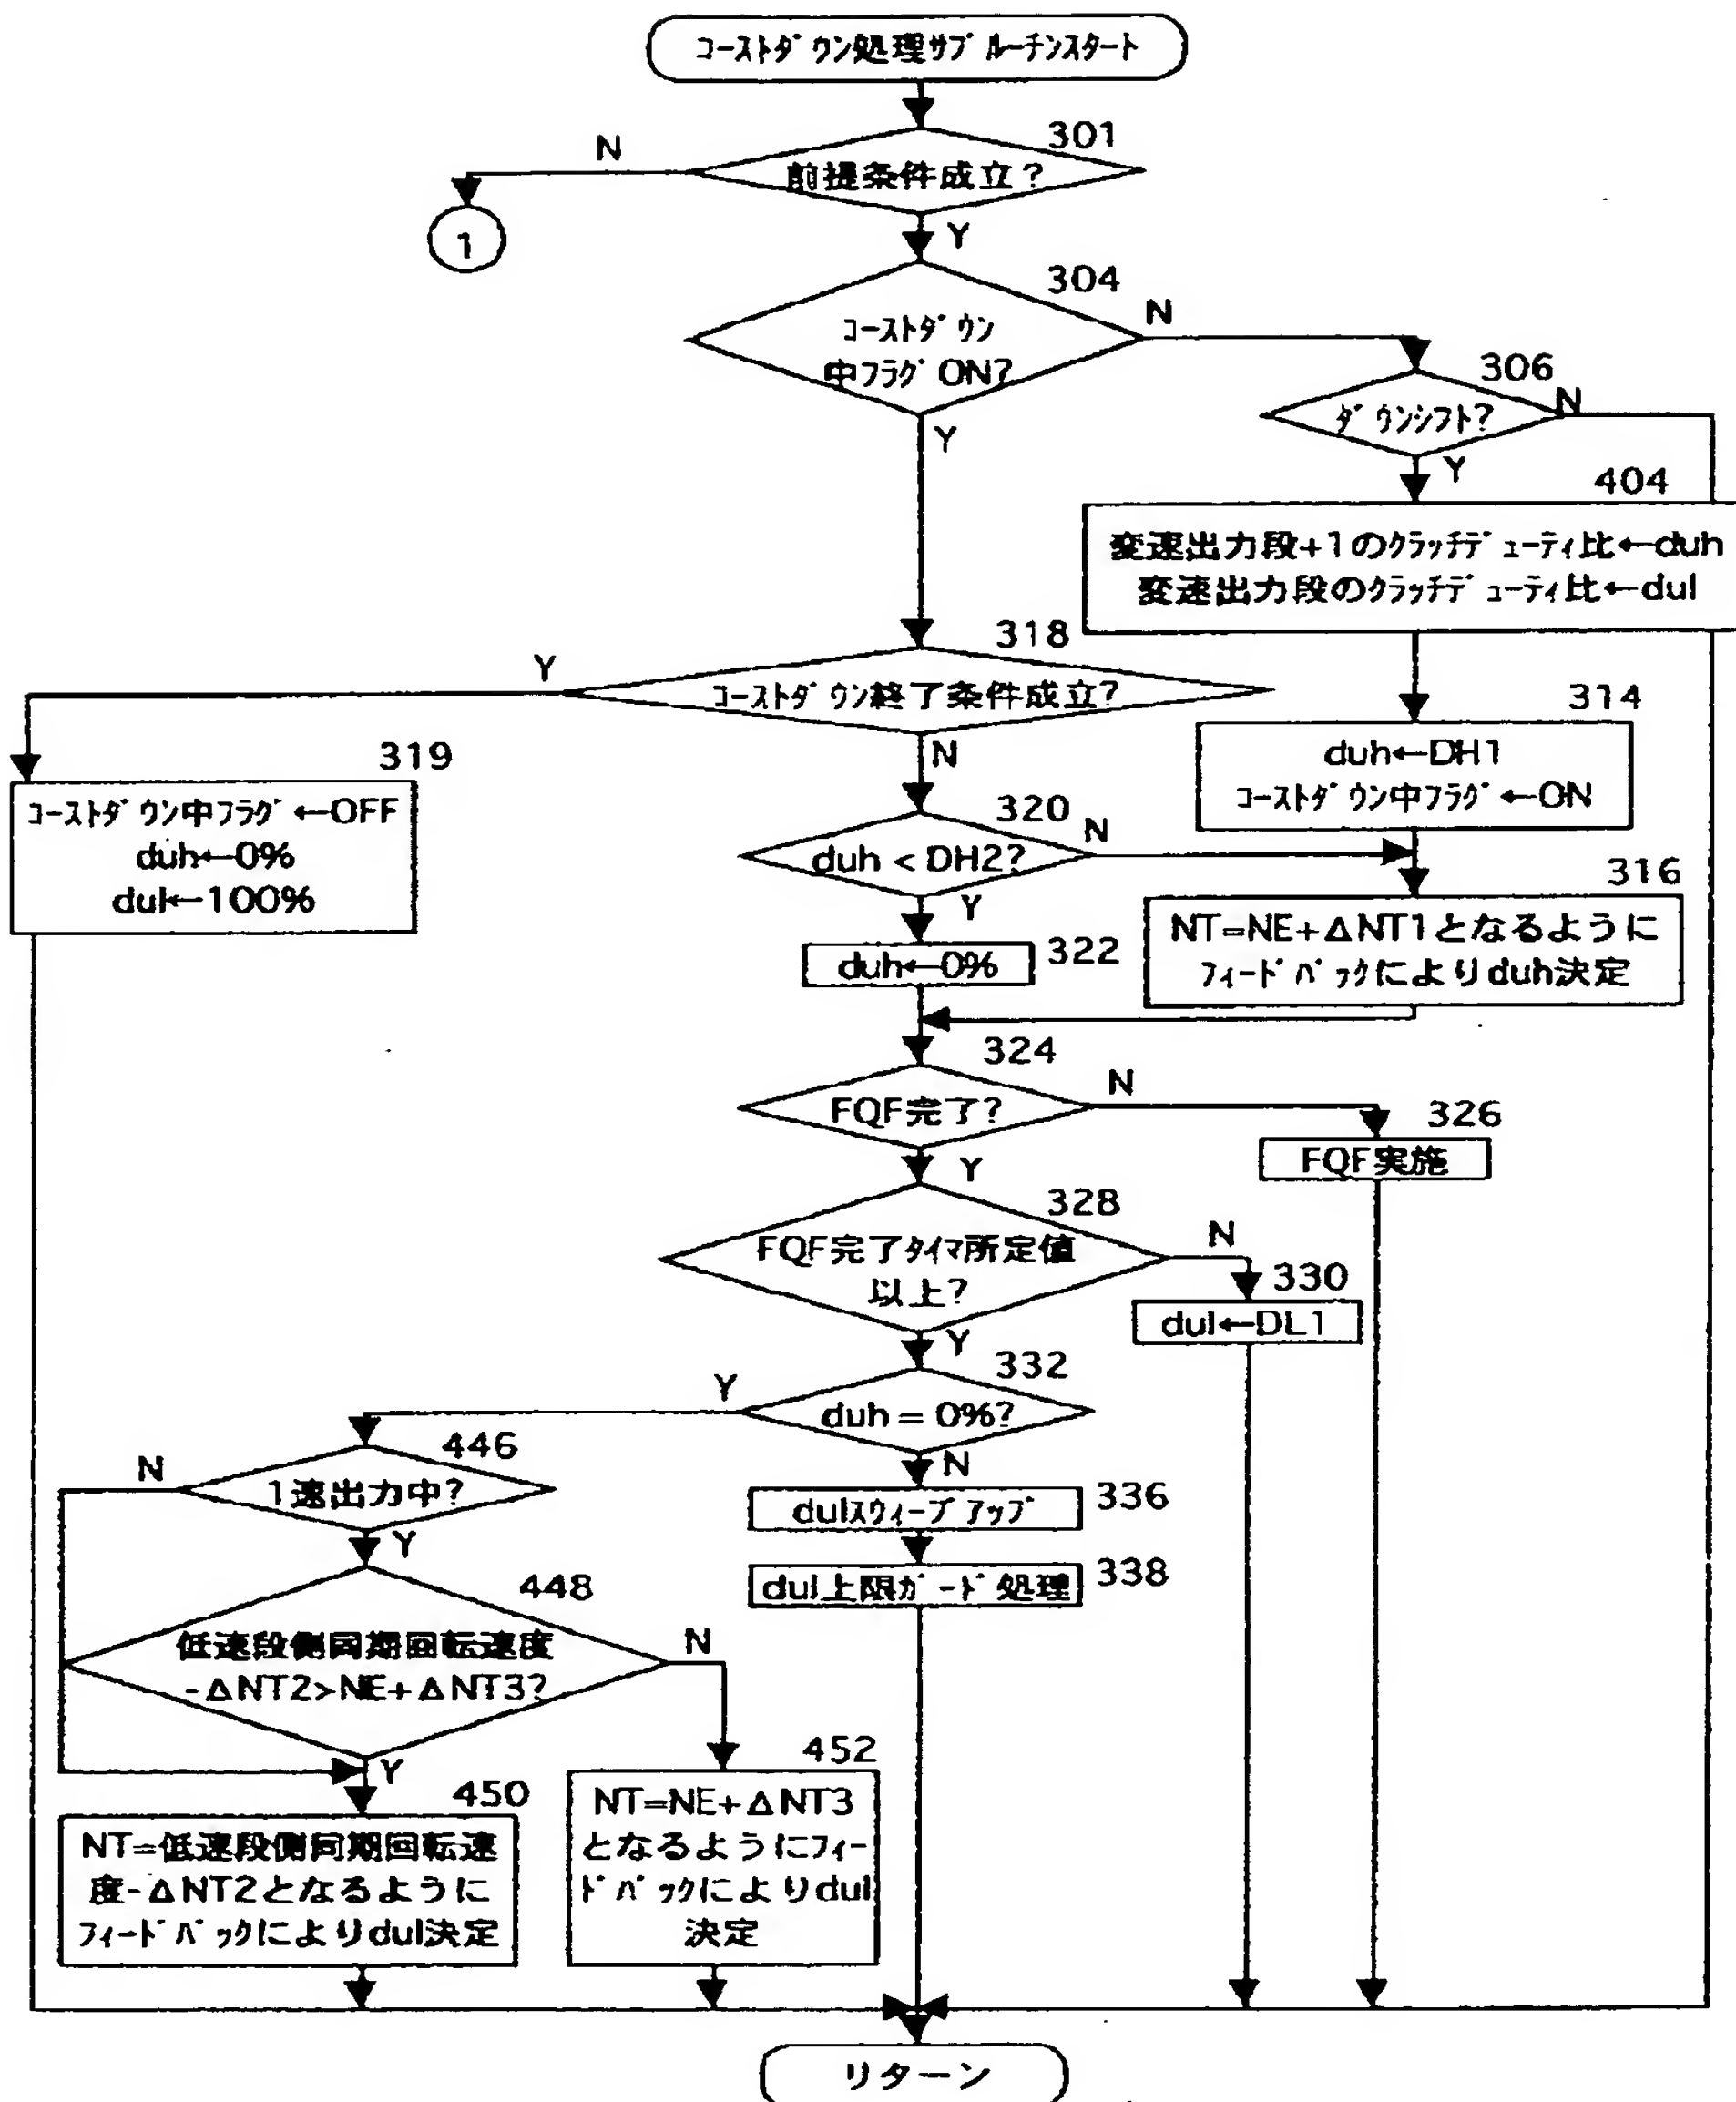 コーストダウン処理サブルーチンスタート
301
N
前提条件成立?
1
Y
304
N
コーストダウン
中フラグON?
306
N
ダウンシフト?
Y
Y
404
変速出力段+1のクラッチデューティ比←duh
変速出力段のクラッチデューティ比←dul
318
Y
コーストダウン終了条件成立?
314
N
duh←DH1
コーストダウン中フラグ←ON
319
コーストダウン中フラグ←OFF
duh←0%
dul←100%
320
N
duh < DH2?
316
Y
NT=NE+ΔNT1となるように
フィードバックによりduh決定
duh←0%
322
324
N
FQF完了?
326
FQF実施
Y
328
N
FQF完了タイマ所定値
以上?
330
dul←DL1
Y
332
Y
duh = 0%?
446
N
N
1速出力中?
dulスウィープアップ
336
Y
448
dul上限ガード処理
338
低速段側同期回転速度
-ΔNT2>NE+ΔNT3?
N
452
Y
450
NT=NE+ΔNT3
となるようにフィー
ドバックによりdul
決定
NT=低速段側同期回転速
度-ΔNT2となるように
フィードバックによりdul決定
リターン